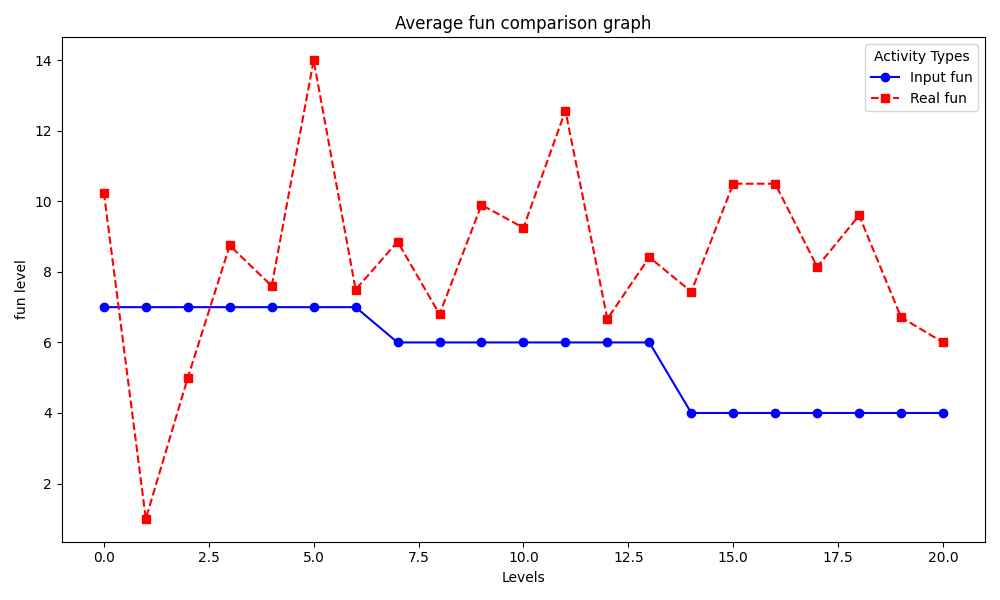 Average fun comparison graph
Activity Types
Input fun
Real fun
fun level
14
12
10
8
6
4
2
0.0 2.5 5.0 7.5 10.0 12.5 15.0 17.5 20.0
Levels